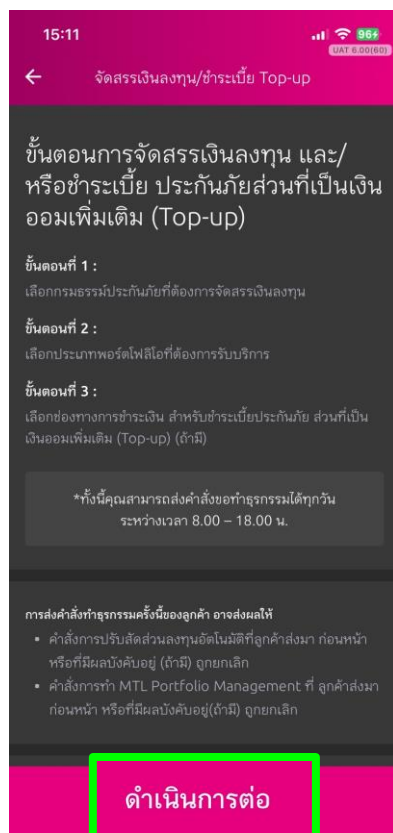 15:11
96
UAT 6.00(60)
จัดสรรเงินลงทุน/ชำระเบี้ย Top-up
ขั้นตอนการจัดสรรเงินลงทุน และ/
หรือชำระเบี้ย ประกันภัยส่วนที่เป็นเงิน
ออมเพิ่มเติม (Top-up)
ขั้นตอนที่ 1 :
เลือกกรมธรรม์ประกันภัยที่ต้องการจัดสรรเงินลงทุน
ขั้นตอนที่ 2 :
เลือกประเภทพอร์ตโฟลิโอที่ต้องการรับบริการ
ขั้นตอนที่ 3 :
เลือกช่องทางการชำระเงิน สำหรับชำระเบี้ยประกันภัย ส่วนที่เป็น
เงินออมเพิ่มเติม (Top-up) (ถ้ามี)
*ทั้งนี้คุณสามารถส่งคำสั่งขอทำธุรกรรมได้ทุกวัน
ระหว่างเวลา 8.00 – 18.00 น.
การส่งคำสั่งทำธุรกรรมครั้งนี้ของลูกค้า อาจส่งผลให้
▪ คำสั่งการปรับสัดส่วนลงทุนอัตโนมัติที่ลูกค้าส่งมา ก่อนหน้า
หรือที่มีผลบังคับอยู่ (ถ้ามี) ถูกยกเลิก
▪ คำสั่งการทำ MTL Portfolio Management ที่ ลูกค้าส่งมา
ก่อนหน้า หรือที่มีผลบังคับอยู่(ถ้ามี) ถูกยกเลิก
ดำเนินการต่อ